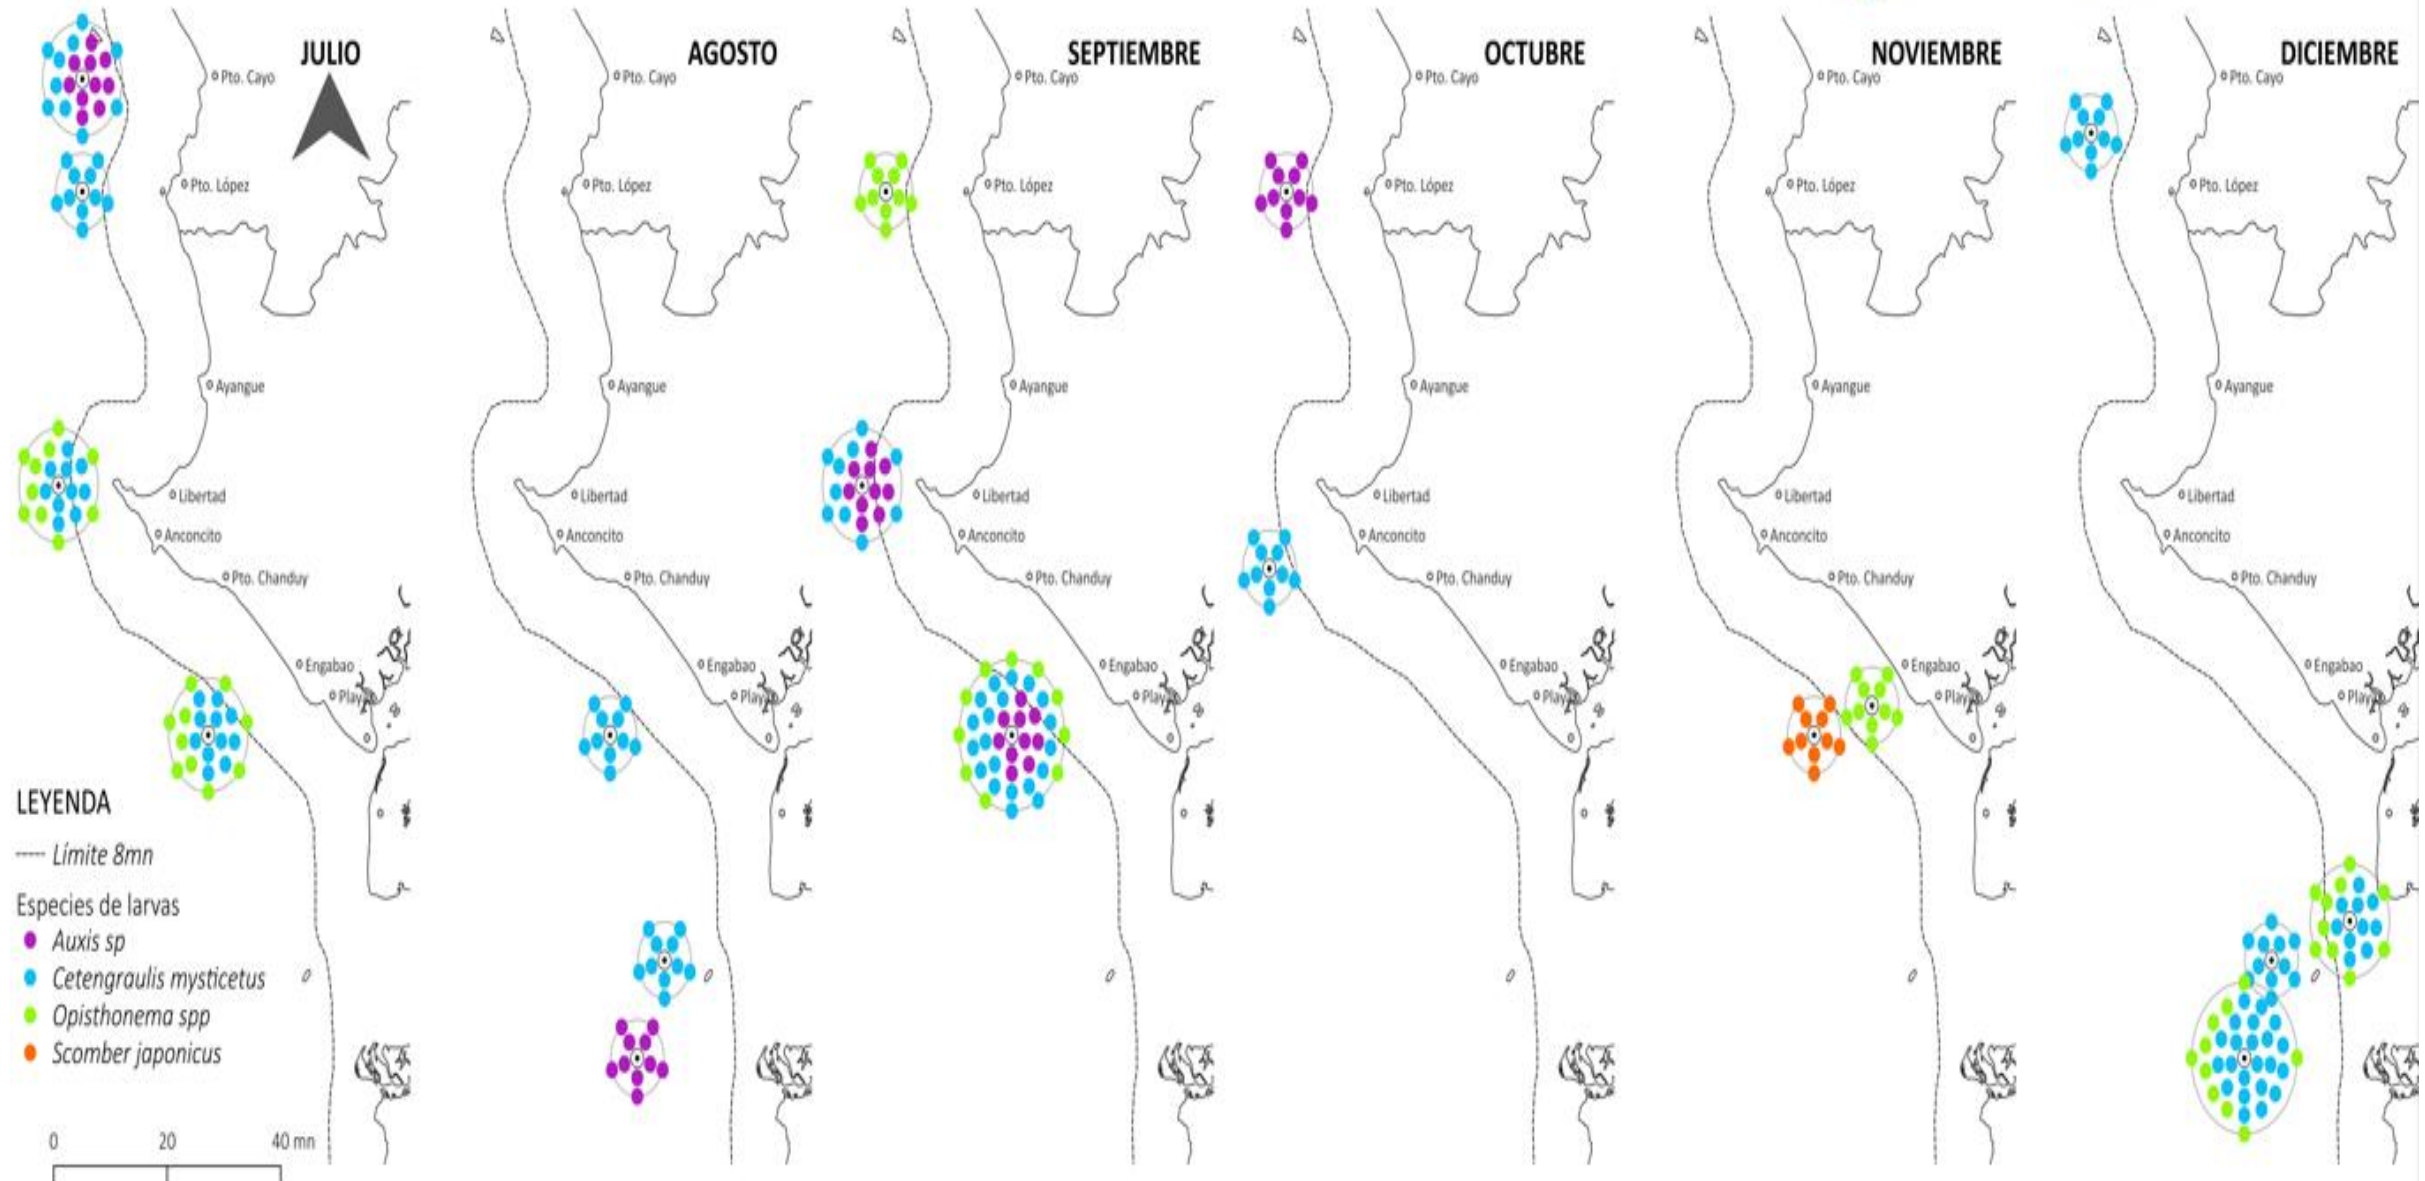 JULIO
Pto. Cayo
Pto. López
Ayangue
Libertad
Anconcito
Pto. Chanduy
Engabao
LEYENDA
Límite 8mn
Especies de larvas
Auxis sp
Cetengraulis mysticetus
Opisthonema spp
Scomber japonicus
0 20 40 mn
AGOSTO
Pto. Cayo
Pto. López
Ayangue
Libertad
Anconcito
Pto. Chanduy
Engabao
SEPTIEMBRE
Pto. Cayo
Pto. López
Ayangue
Libertad
Anconcito
Pto. Chanduy
Engabao
OCTUBRE
Pto. Cayo
Pto. López
Ayangue
Libertad
Anconcito
Pto. Chanduy
Engabao
NOVIEMBRE
Pto. Cayo
Pto. López
Ayangue
Libertad
Anconcito
Pto. Chanduy
Engabao
DICIEMBRE
Pto. Cayo
Pto. López
Ayangue
Libertad
Anconcito
Pto. Chanduy
Engabao